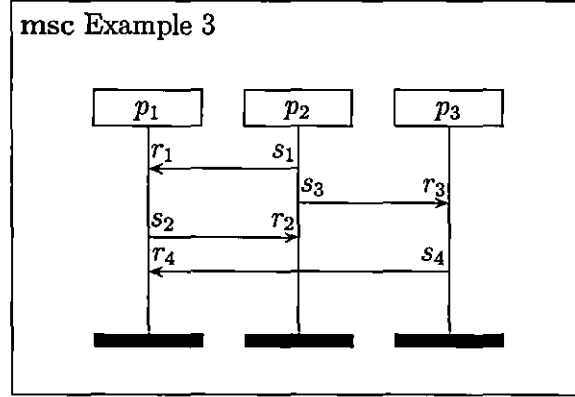 msc Example 3
p₁ p₂ p₃
r₁ s₁
s₃ r₃
s₂ r₂
r₄ s₄